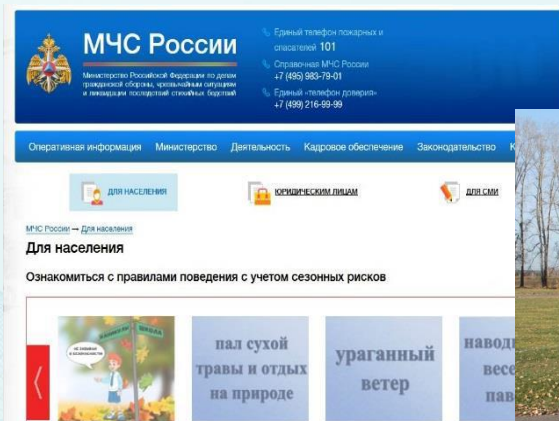 МЧС России
Министерство Российской Федерации по делам
гражданской обороны, чрезвычайным ситуациям
и ликвидации последствий стихийных бедствий
Единый телефон пожарных и
спасателей 101
Справочная МЧС России
+7 (495) 983-79-01
Единый «телефон доверия»
+7 (499) 216-99-99
Оперативная информация Министерство Деятельность Кадровое обеспечение Законодательство К
ДЛЯ НАСЕЛЕНИЯ ЮРИДИЧЕСКИМ ЛИЦАМ ДЛЯ СМИ
МЧС России → Для населения
Для населения
Ознакомиться с правилами поведения с учетом сезонных рисков
ШКОЛА
пал сухой
травы и отдых
на природе
ураганный
ветер
навод
весе
пав